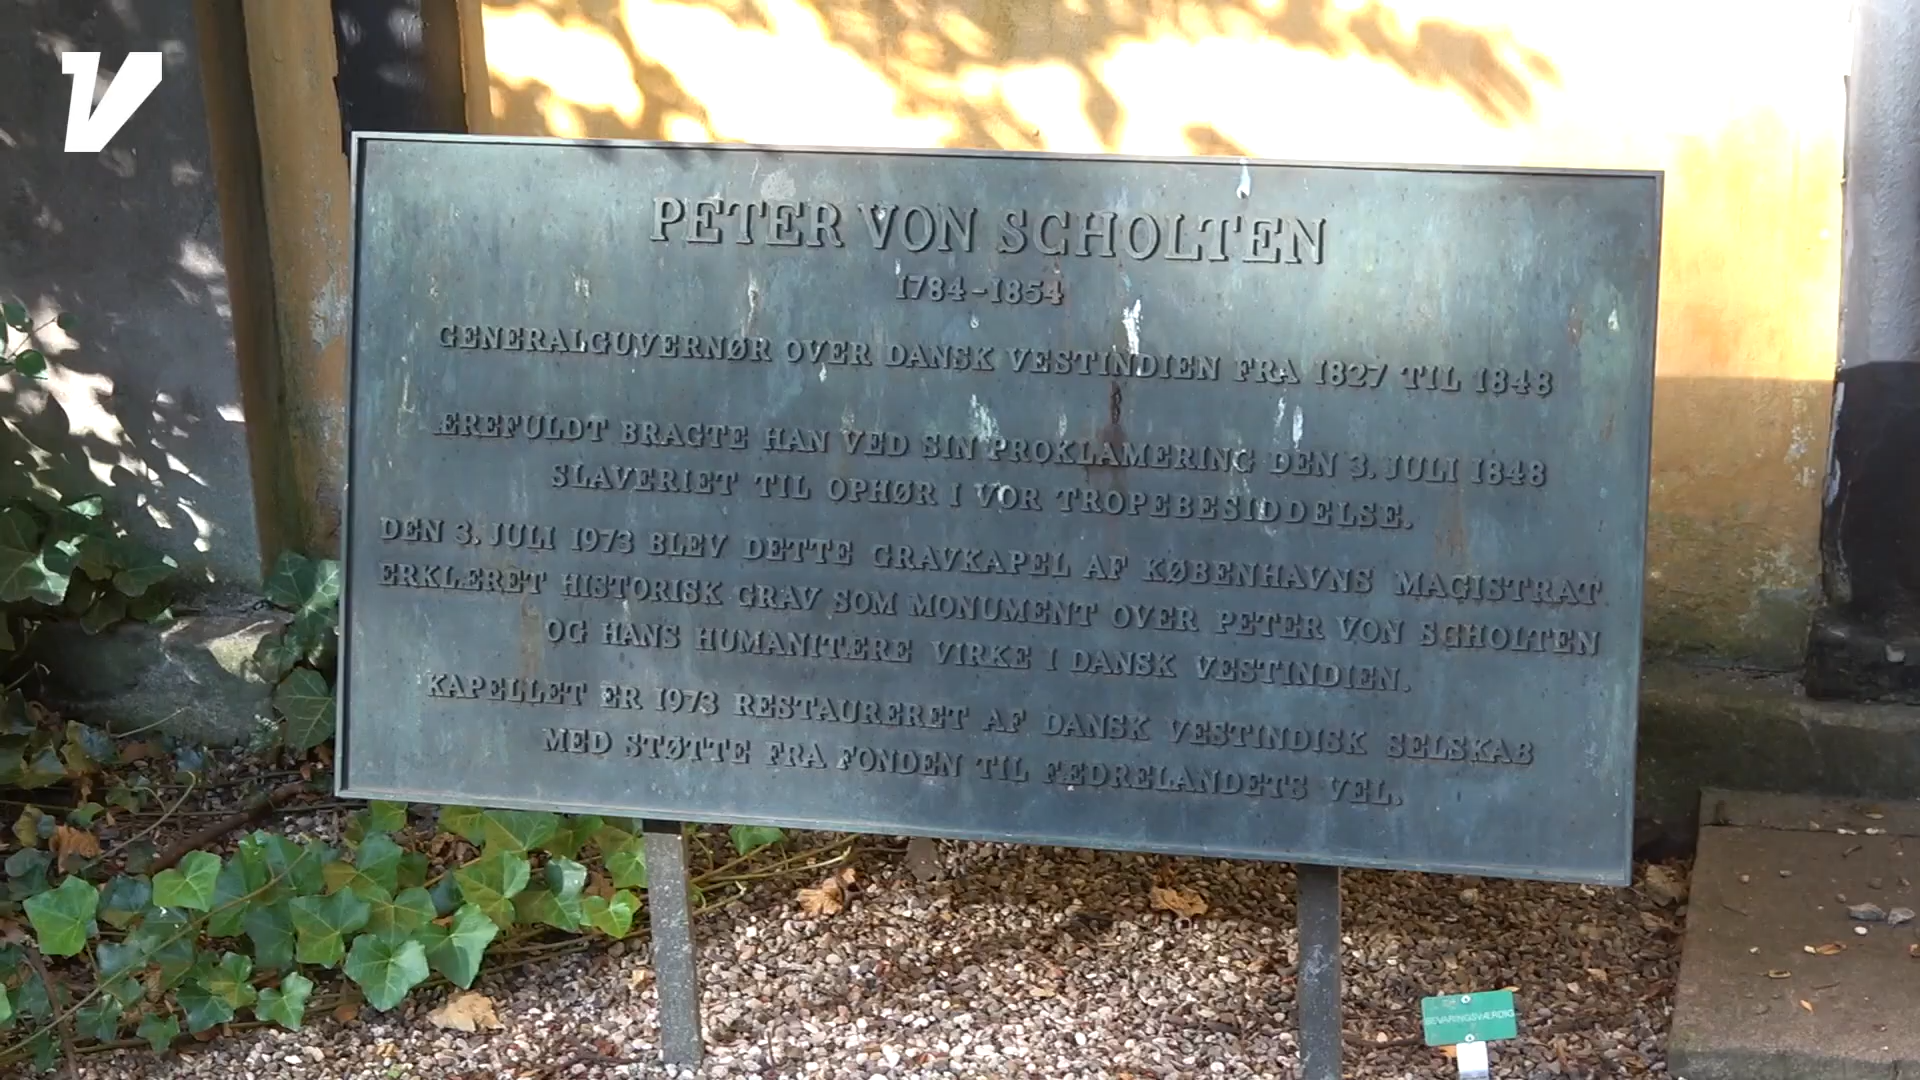 PETER VON SCHOLTEN
1784-1854
GENERALGUVERNØR OVER DANSK VESTINDIEN FRA 1827 TIL 1848
ÆREFULDT BRAGTE HAN VED SIN PROKLAMERING DEN 3. JULI 1848
SLAVERIET TIL OPHØR I VOR TROPEBESIDDELSE.
DEN 3. JULI 1973 BLEV DETTE GRAVKAPEL AF KØBENHAVNS MAGISTRAT
ERKLÆRET HISTORISK GRAV SOM MONUMENT OVER PETER VON SCHOLTEN
OG HANS HUMANITÆRE VIRKE I DANSK VESTINDIEN.
KAPELLET ER 1973 RESTAURERET AF DANSK VESTINDISK SELSKAB
MED STØTTE FRA FONDEN TIL FÆDRELANDETS VEL.
BEVARINGSVÆRDIG